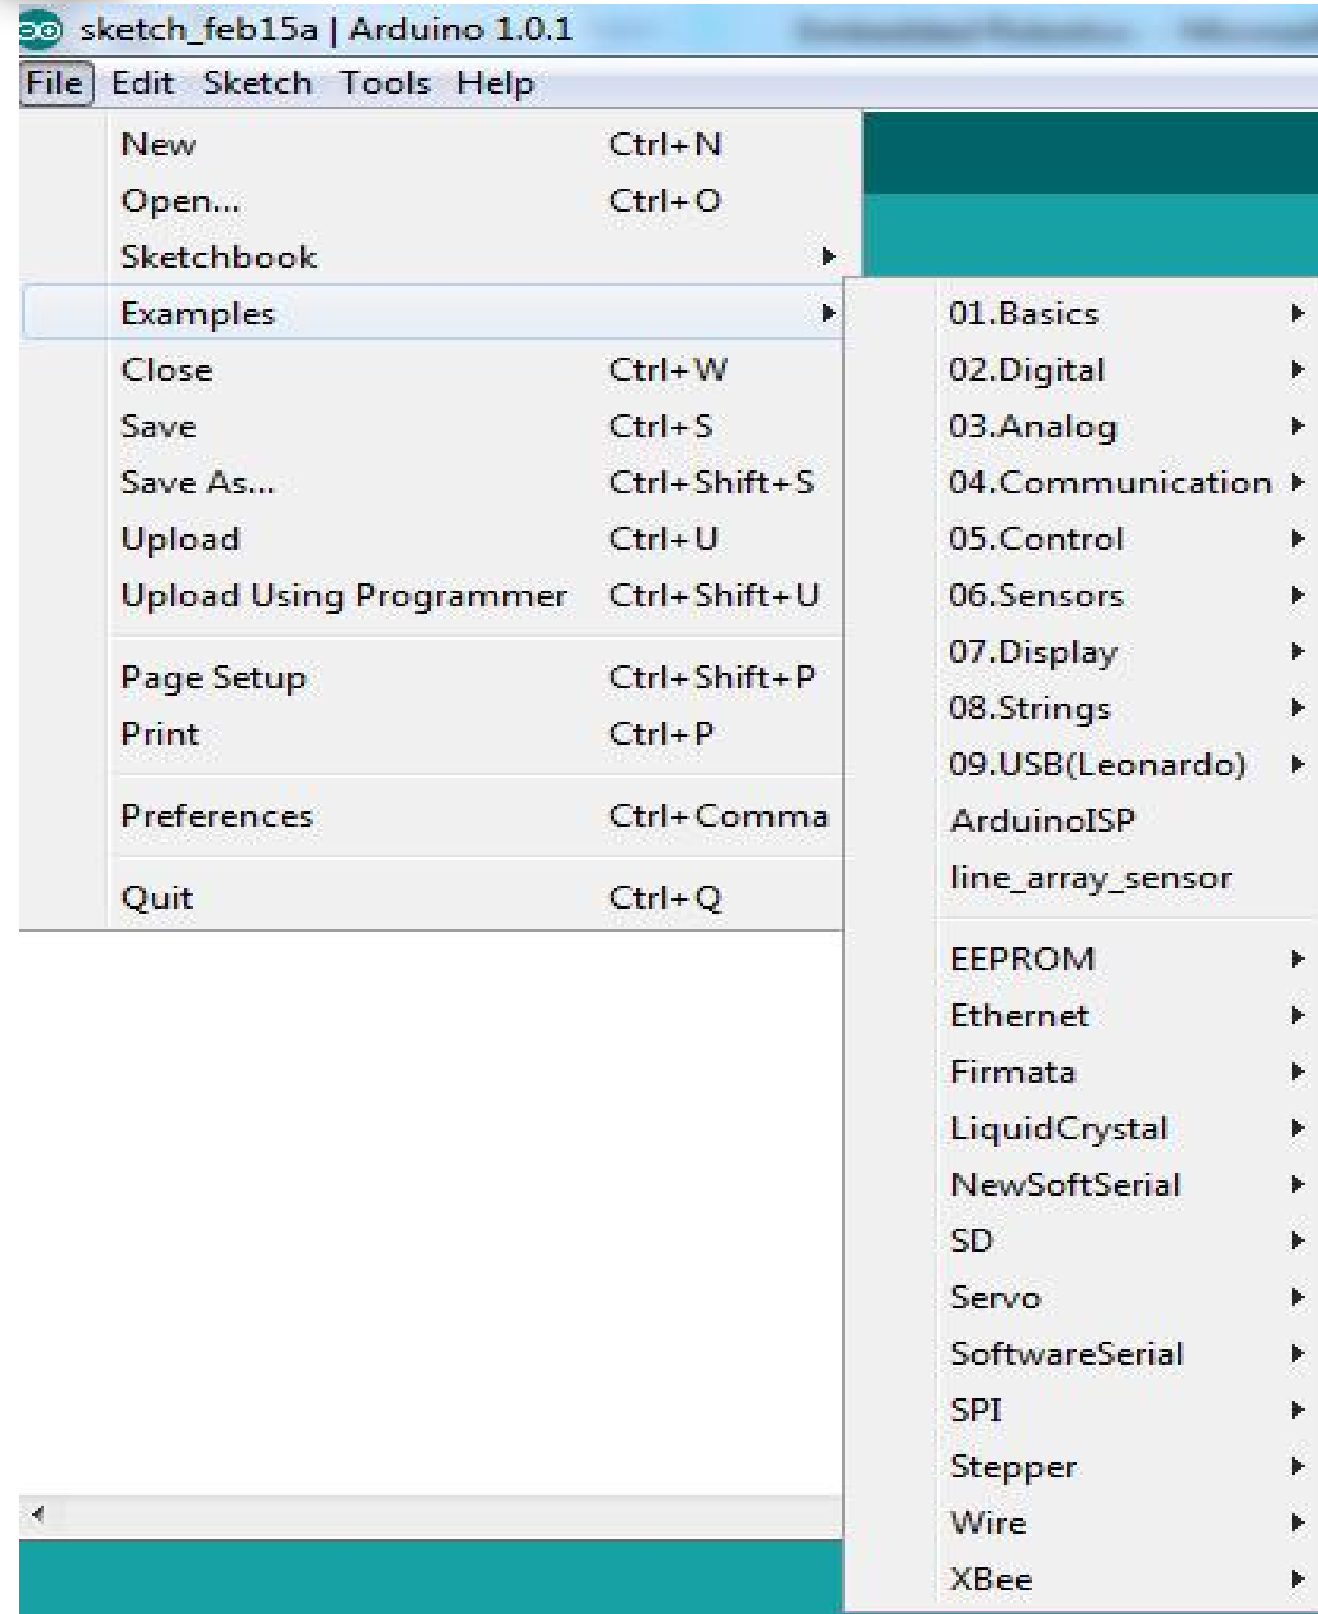 sketch_feb15a | Arduino 1.0.1
File Edit Sketch Tools Help
New Ctrl+N
Open... Ctrl+O
Sketchbook
Examples
Close Ctrl+W
Save Ctrl+S
Save As... Ctrl+Shift+S
Upload Ctrl+U
Upload Using Programmer Ctrl+Shift+U
Page Setup Ctrl+Shift+P
Print Ctrl+P
Preferences Ctrl+Comma
Quit Ctrl+Q
01.Basics
02.Digital
03.Analog
04.Communication
05.Control
06.Sensors
07.Display
08.Strings
09.USB(Leonardo)
ArduinoISP
line_array_sensor
EEPROM
Ethernet
Firmata
LiquidCrystal
NewSoftSerial
SD
Servo
SoftwareSerial
SPI
Stepper
Wire
XBee